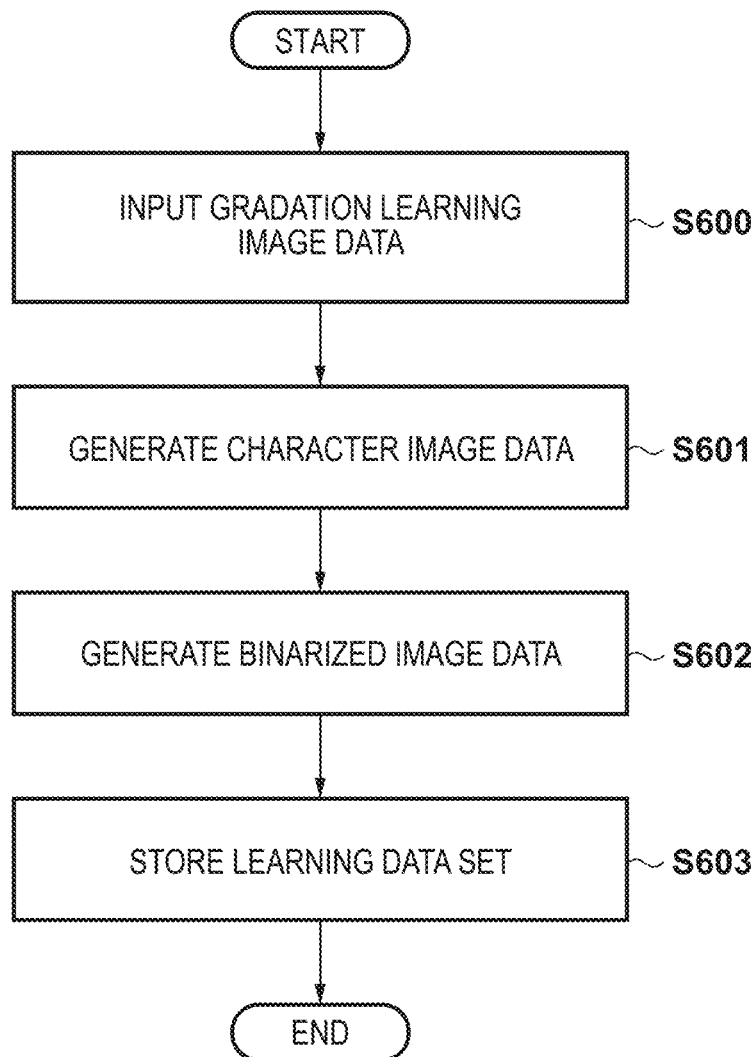 START
INPUT GRADATION LEARNING
IMAGE DATA
S600
GENERATE CHARACTER IMAGE DATA
S601
GENERATE BINARIZED IMAGE DATA
S602
STORE LEARNING DATA SET
S603
END